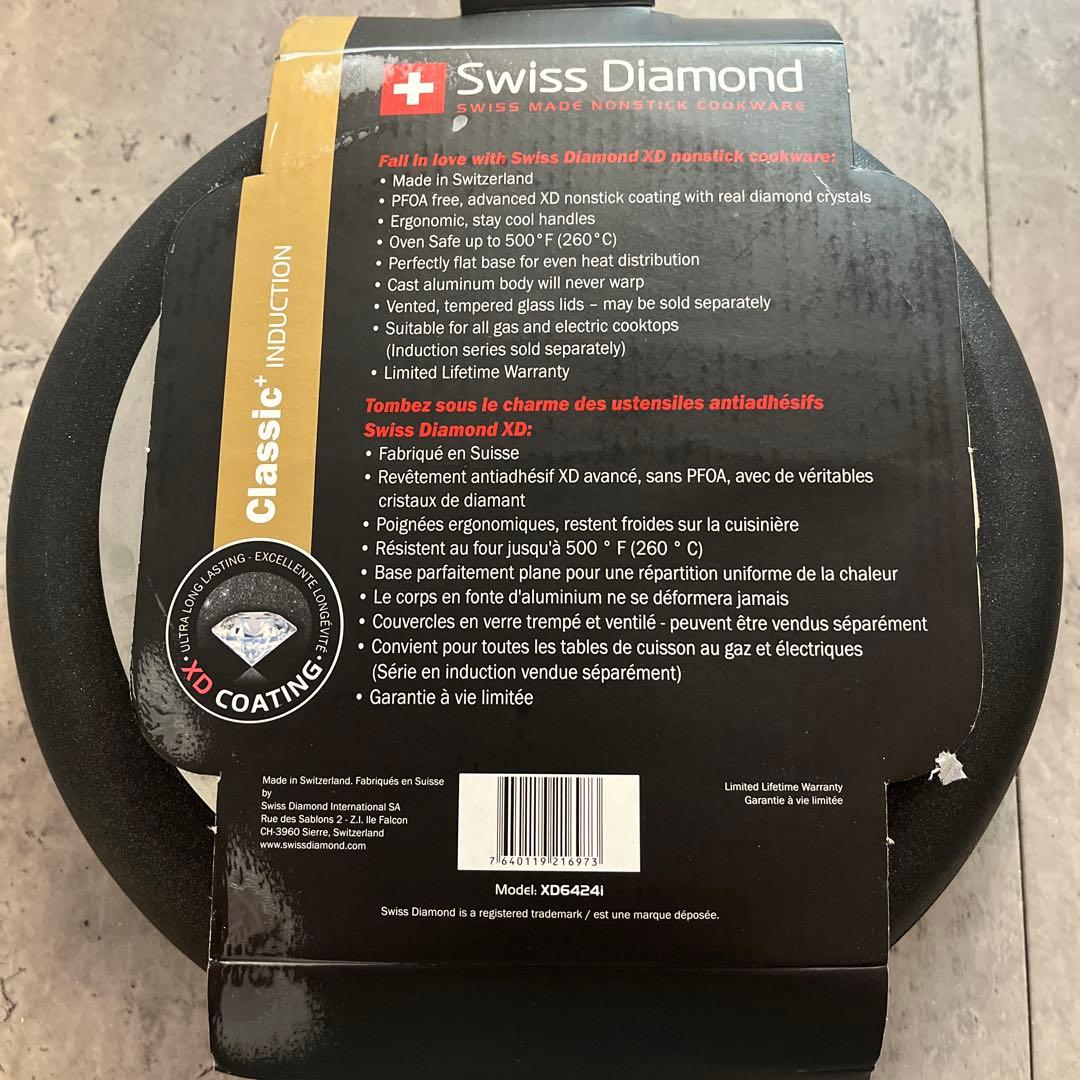 Swiss Diamond
SWISS MADE NONSTICK COOKWARE
Fall in love with Swiss Diamond XD nonstick cookware:
• Made in Switzerland
• PFOA free, advanced XD nonstick coating with real diamond crystals
• Ergonomic, stay cool handles
• Oven Safe up to 500°F (260°C)
• Perfectly flat base for even heat distribution
• Cast aluminum body will never warp
• Vented, tempered glass lids – may be sold separately
• Suitable for all gas and electric cooktops
(Induction series sold separately)
• Limited Lifetime Warranty
Tombez sous le charme des ustensiles antiadhésifs
Swiss Diamond XD:
• Fabriqué en Suisse
• Revêtement antiadhésif XD avancé, sans PFOA, avec de véritables
cristaux de diamant
• Poignées ergonomiques, restent froides sur la cuisinière
• Résistent au four jusqu'à 500 ° F (260 ° C)
• Base parfaitement plane pour une répartition uniforme de la chaleur
• Le corps en fonte d'aluminium ne se déformera jamais
• Couvercles en verre trempé et ventilé - peuvent être vendus séparément
• Convient pour toutes les tables de cuisson au gaz et électriques
(Série en induction vendue séparément)
• Garantie à vie limitée
Classic+ INDUCTION
• ULTRA LONG LASTING - EXCELLENTE LONGÉVITÉ •
XD COATING
Made in Switzerland. Fabriqués en Suisse
by
Swiss Diamond International SA
Rue des Sablons 2 - Z.I. Ile Falcon
CH-3960 Sierre, Switzerland
www.swissdiamond.com
7 640119 216973
Limited Lifetime Warranty
Garantie à vie limitée
Model: XD6424i
Swiss Diamond is a registered trademark / est une marque déposée.